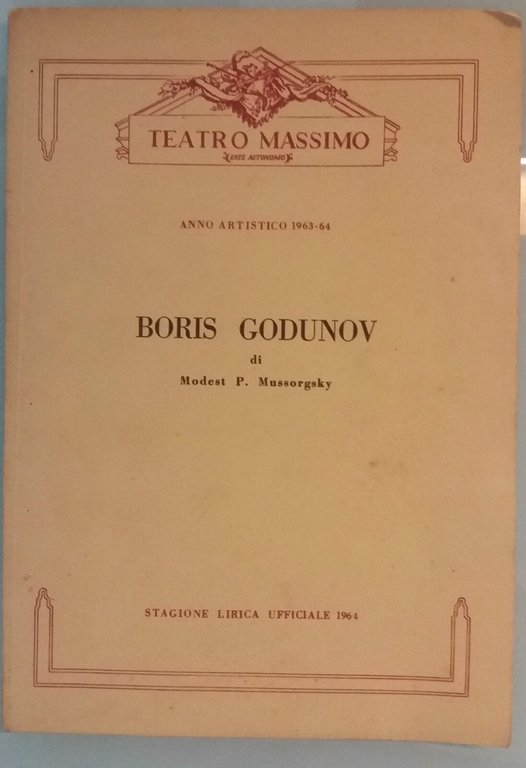 TEATRO MASSIMO
(ENTE AUTONOMO)
ANNO ARTISTICO 1963-64
BORIS GODUNOV
di
Modest P. Mussorgsky
STAGIONE LIRICA UFFICIALE 1964